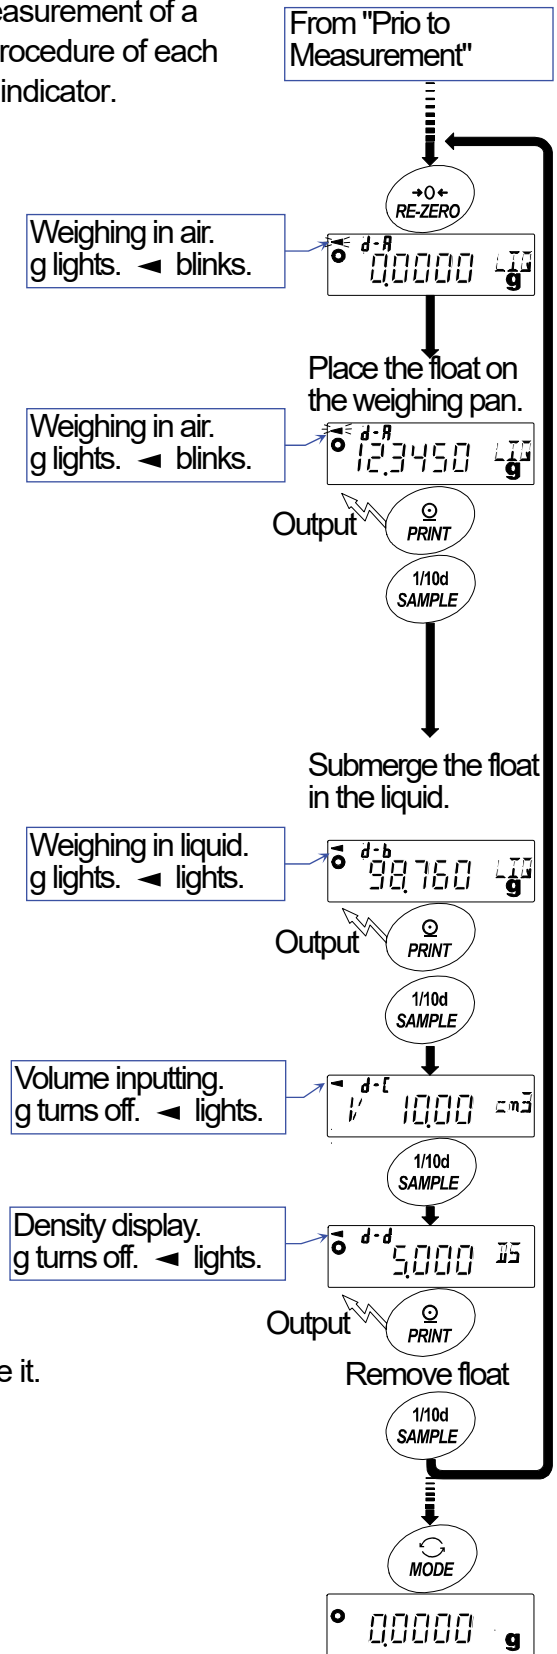 easurement of a
rocedure of each
indicator.
From "Prio to
Measurement"
→0←
RE-ZERO
Weighing in air.
g lights. ◄ blinks.
d-A
0.0000 LIQ
g
Place the float on
the weighing pan.
Weighing in air.
g lights. ◄ blinks.
d-A
12.3450 LIQ
g
Output
PRINT
1/10d
SAMPLE
Submerge the float
in the liquid.
Weighing in liquid.
g lights. ◄ lights.
d-b
98.760 LIQ
g
Output
PRINT
1/10d
SAMPLE
Volume inputting.
g turns off. ◄ lights.
d-C
V 10.00 cm3
1/10d
SAMPLE
Density display.
g turns off. ◄ lights.
d-d
5.000 DS
Output
PRINT
e it.
Remove float
1/10d
SAMPLE
MODE
0.0000 g